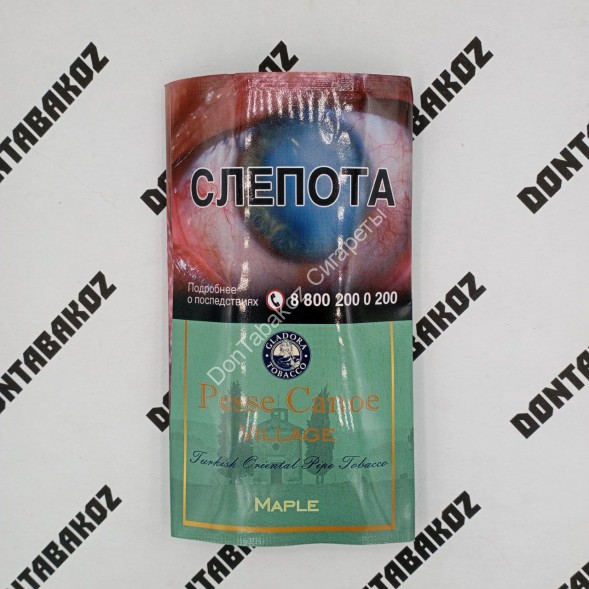 DONTABAKOZ
DONTABAKOZ
DONTABAKOZ
СЛЕПОТА
Подробнее
о последствиях
8 800 200 0 200
DonTabakoz Сигареты
GLADORA
TOBACCO
Pesse Canoe
VILLAGE
Turkish Oriental Pipe Tobacco
MAPLE
DONTABAKOZ
DONTABAKOZ
DONTABAKOZ
DONTABAKOZ